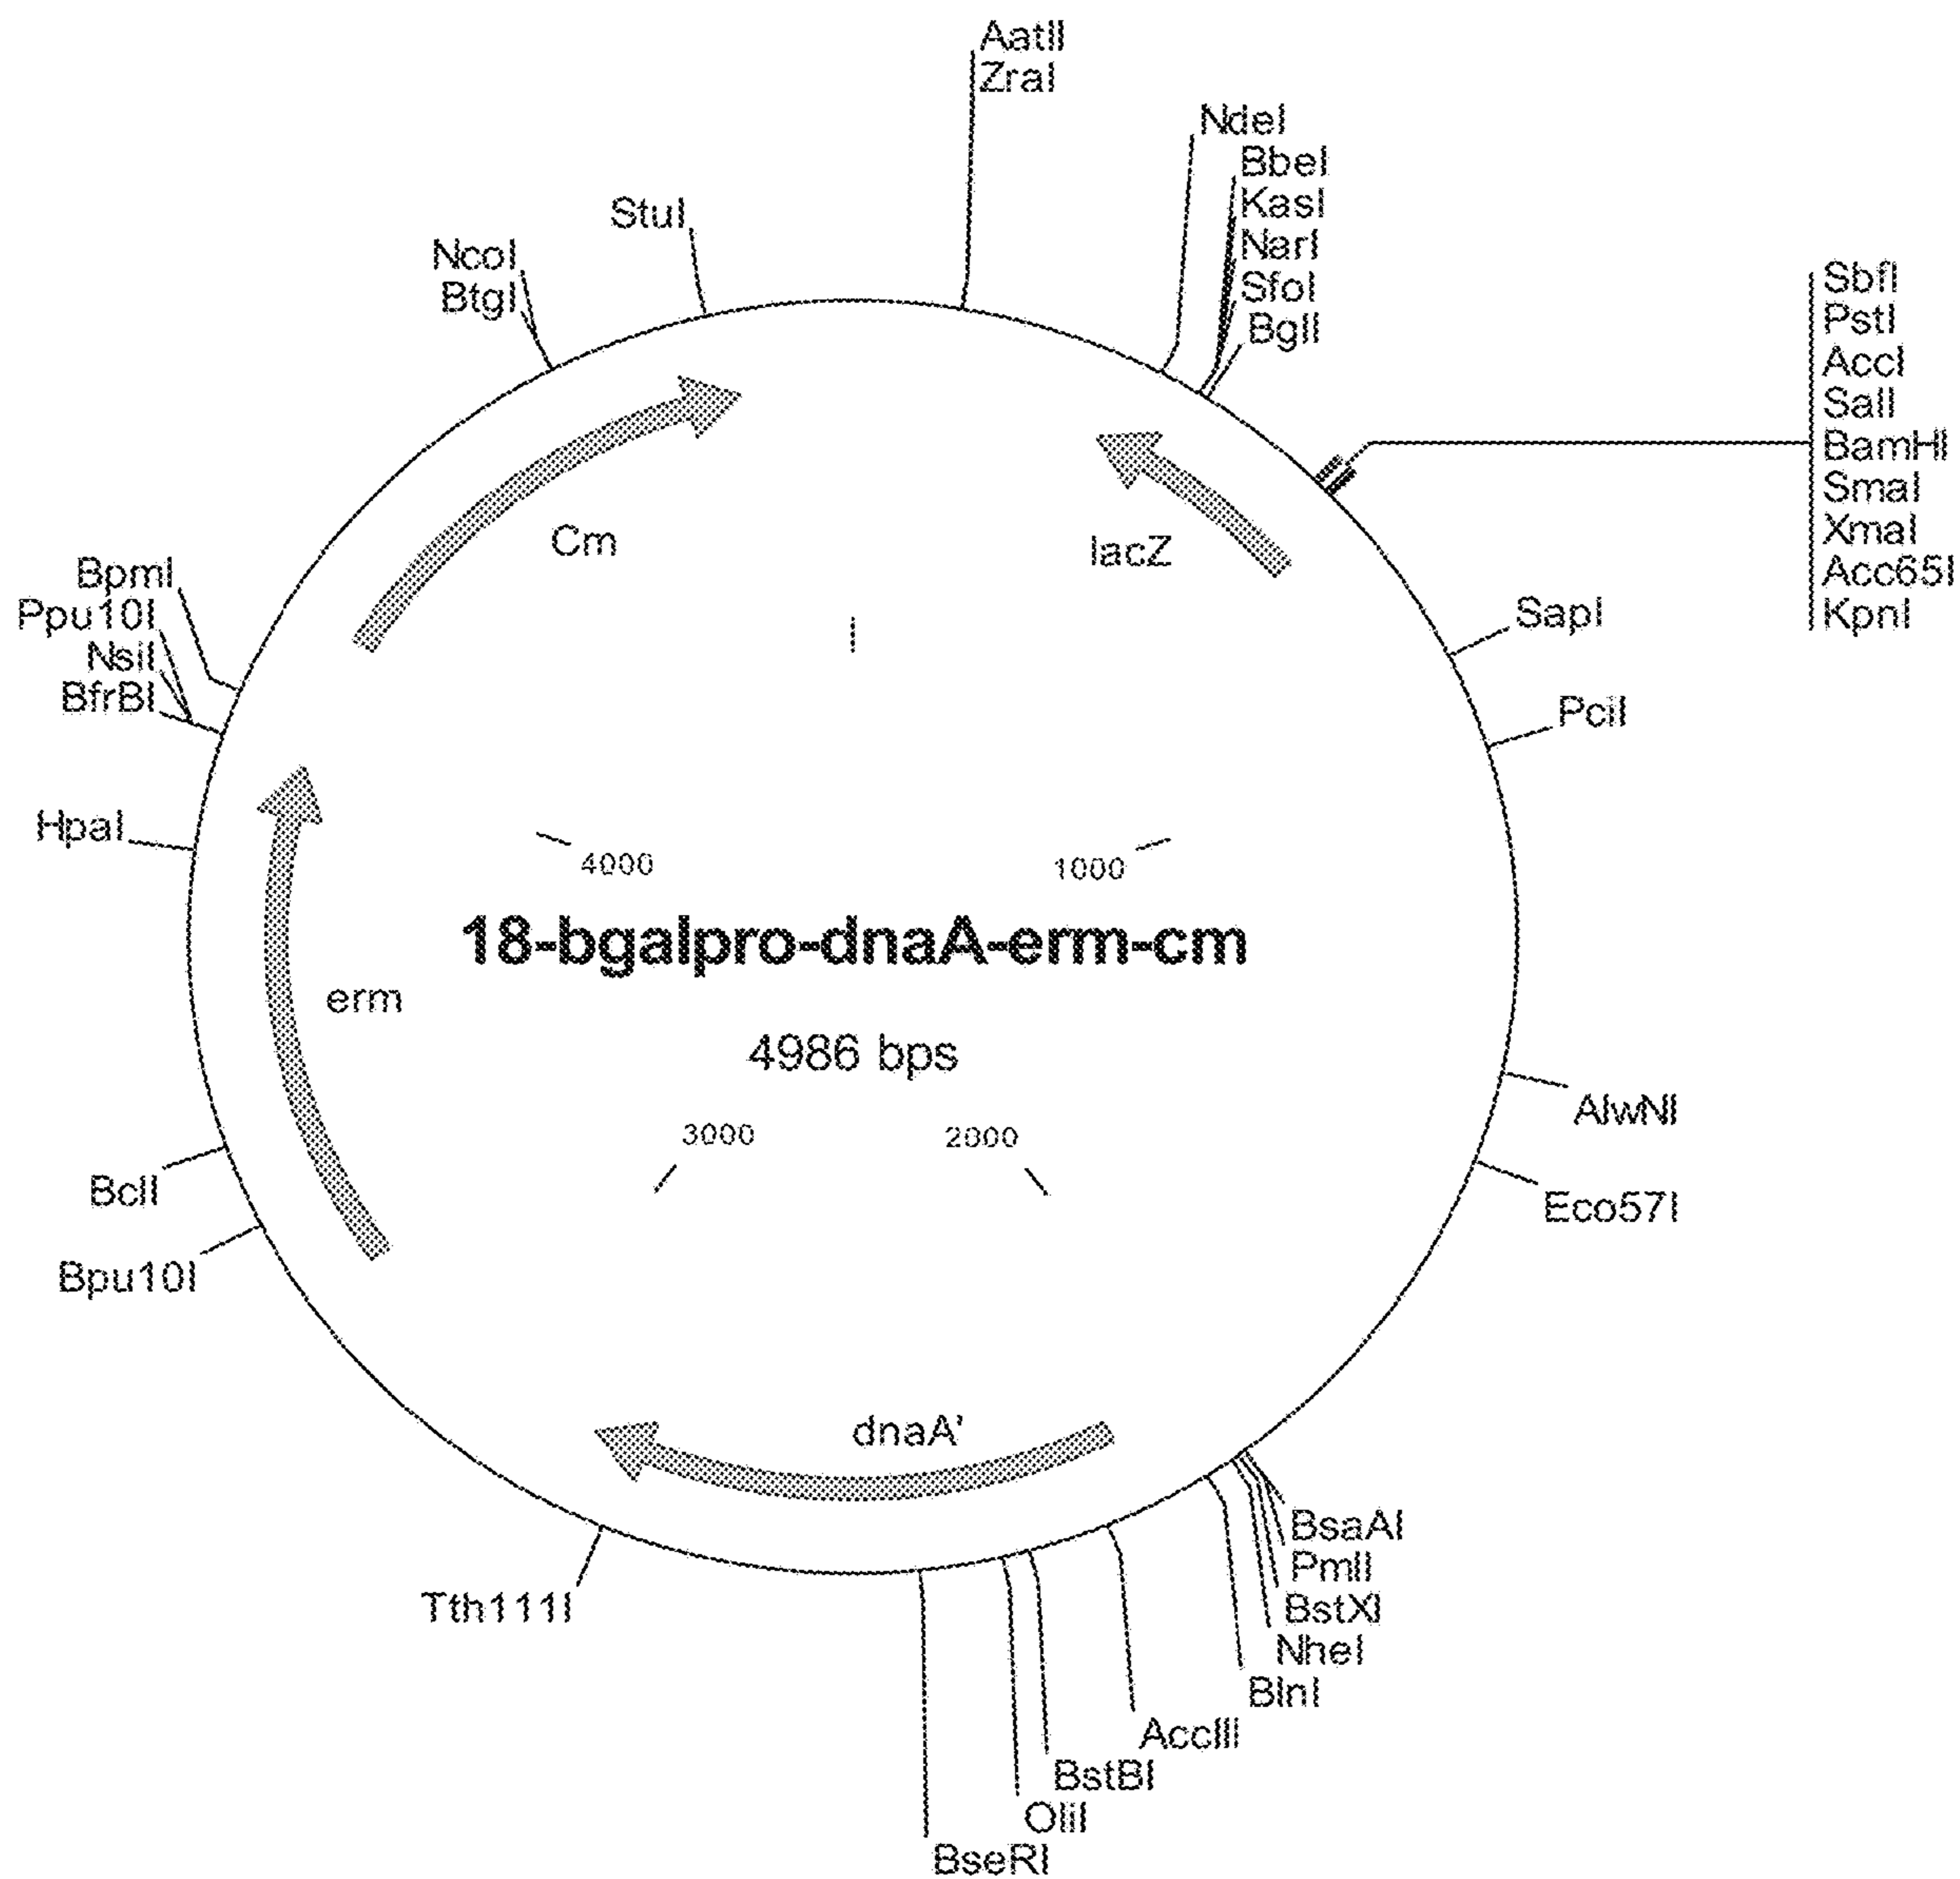 AatII
ZraI
NdeI
BbeI
KasI
NarI
SfoI
BglI
StuI
NcoI
BtgI
SbfI
PstI
AccI
SalI
BamHI
SmaI
XmaI
Acc65I
KpnI
Cm
lacZ
BpmI
Ppu10I
NsiI
BfrBI
SapI
PciI
HpaI
4000
1000
18-bgalpro-dnaA-erm-cm
erm
4986 bps
3000
2000
AlwNI
Eco57I
BclI
Bpu10I
dnaA'
BsaAI
PmlI
BstXI
NheI
BlnI
Tth111I
AccIII
BstBI
OliI
BseRI